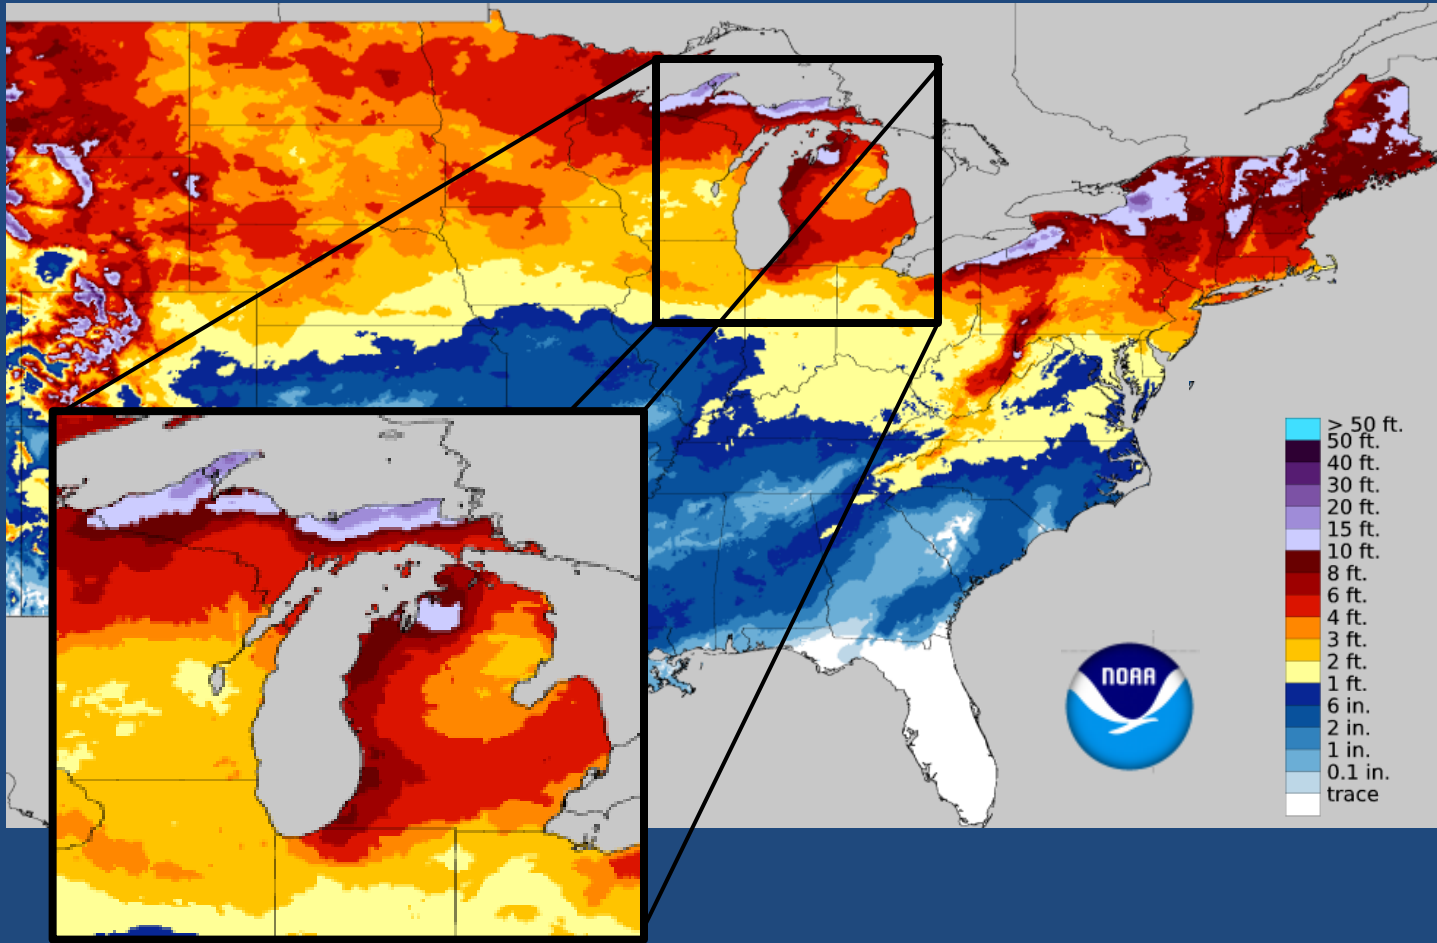 > 50 ft.
50 ft.
40 ft.
30 ft.
20 ft.
15 ft.
10 ft.
8 ft.
6 ft.
4 ft.
3 ft.
2 ft.
1 ft.
6 in.
2 in.
1 in.
0.1 in.
trace
NOAA